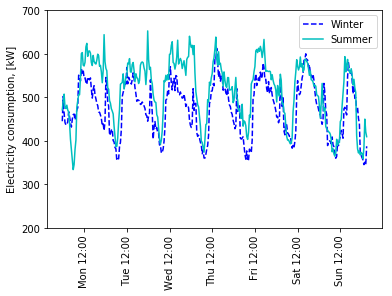 Electricity consumption, [kW]
700
600
500
400
300
200
Winter
Summer
Mon 12:00
Tue 12:00
Wed 12:00
Thu 12:00
Fri 12:00
Sat 12:00
Sun 12:00